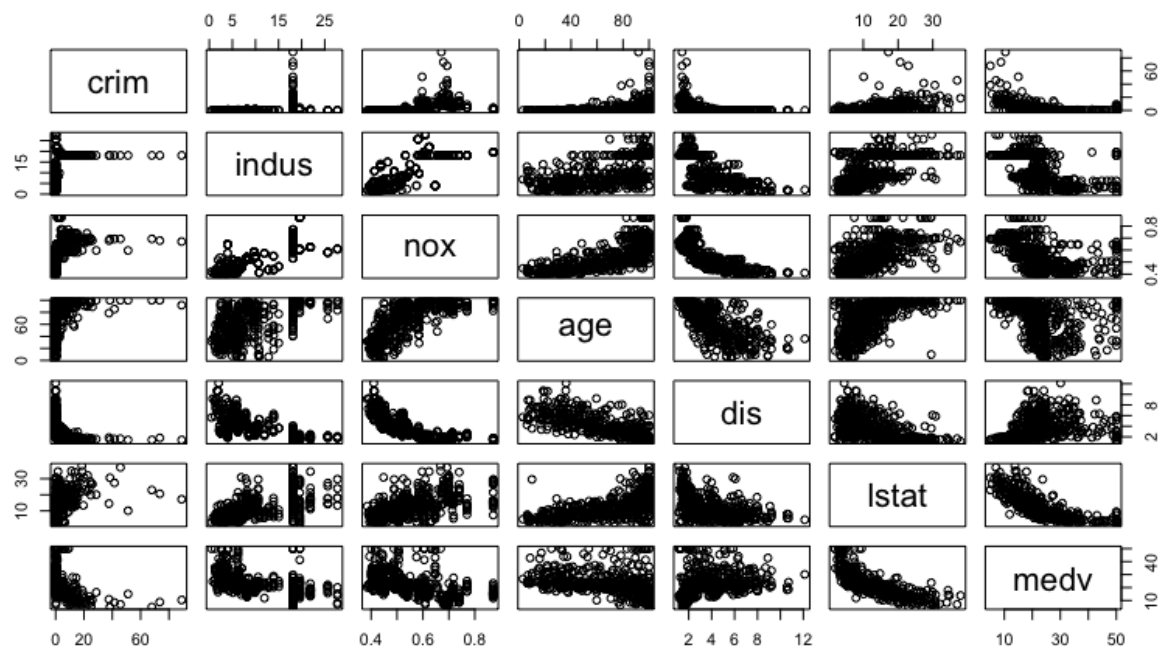 0 5 15 25 0 40 80 10 20 30
crim 0 60
0 15 indus
nox 0.4 0.8
0 60 age
dis 2 8
10 30 lstat
medv 10 40
0 20 60 0.4 0.6 0.8 2 4 6 8 12 10 30 50